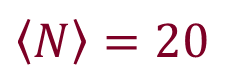 ⟨N⟩ = 20